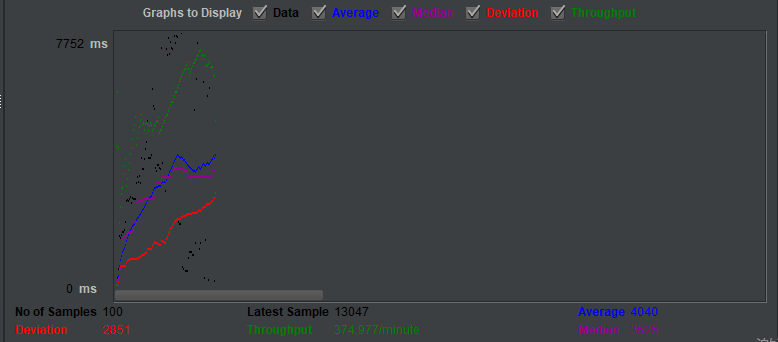 Graphs to Display Data Average Median Deviation Throughput
7752 ms
0 ms
No of Samples 100 Latest Sample 13047 Average 4040
Deviation 2851 Throughput 374.977/minute Median